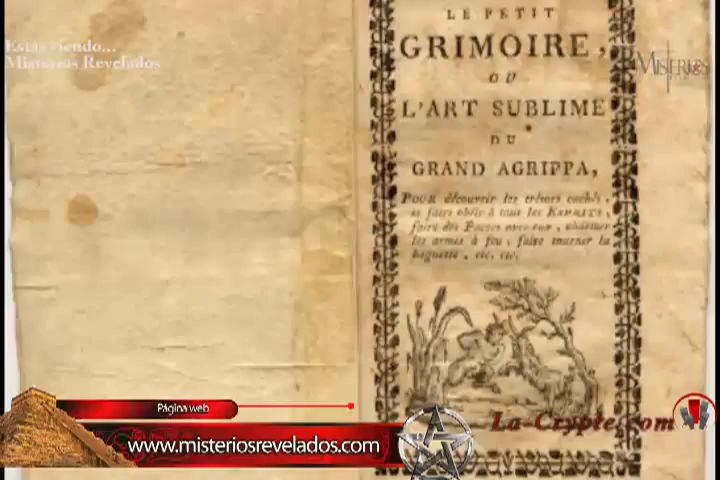 Estás viendo...
Misterios Revelados
MISTERIOS
LE PETIT
GRIMOIRE,
OU
L'ART SUBLIME
DU
GRAND AGRIPPA,
POUR découvrir les trésors cachés,
se faire obéir à tous les ESPRITS,
faire des Pactes avec eux,
les armes à feu, faire tourner la
baguette, etc. etc.
La-Crypte.com
Página web
www.misteriosrevelados.com